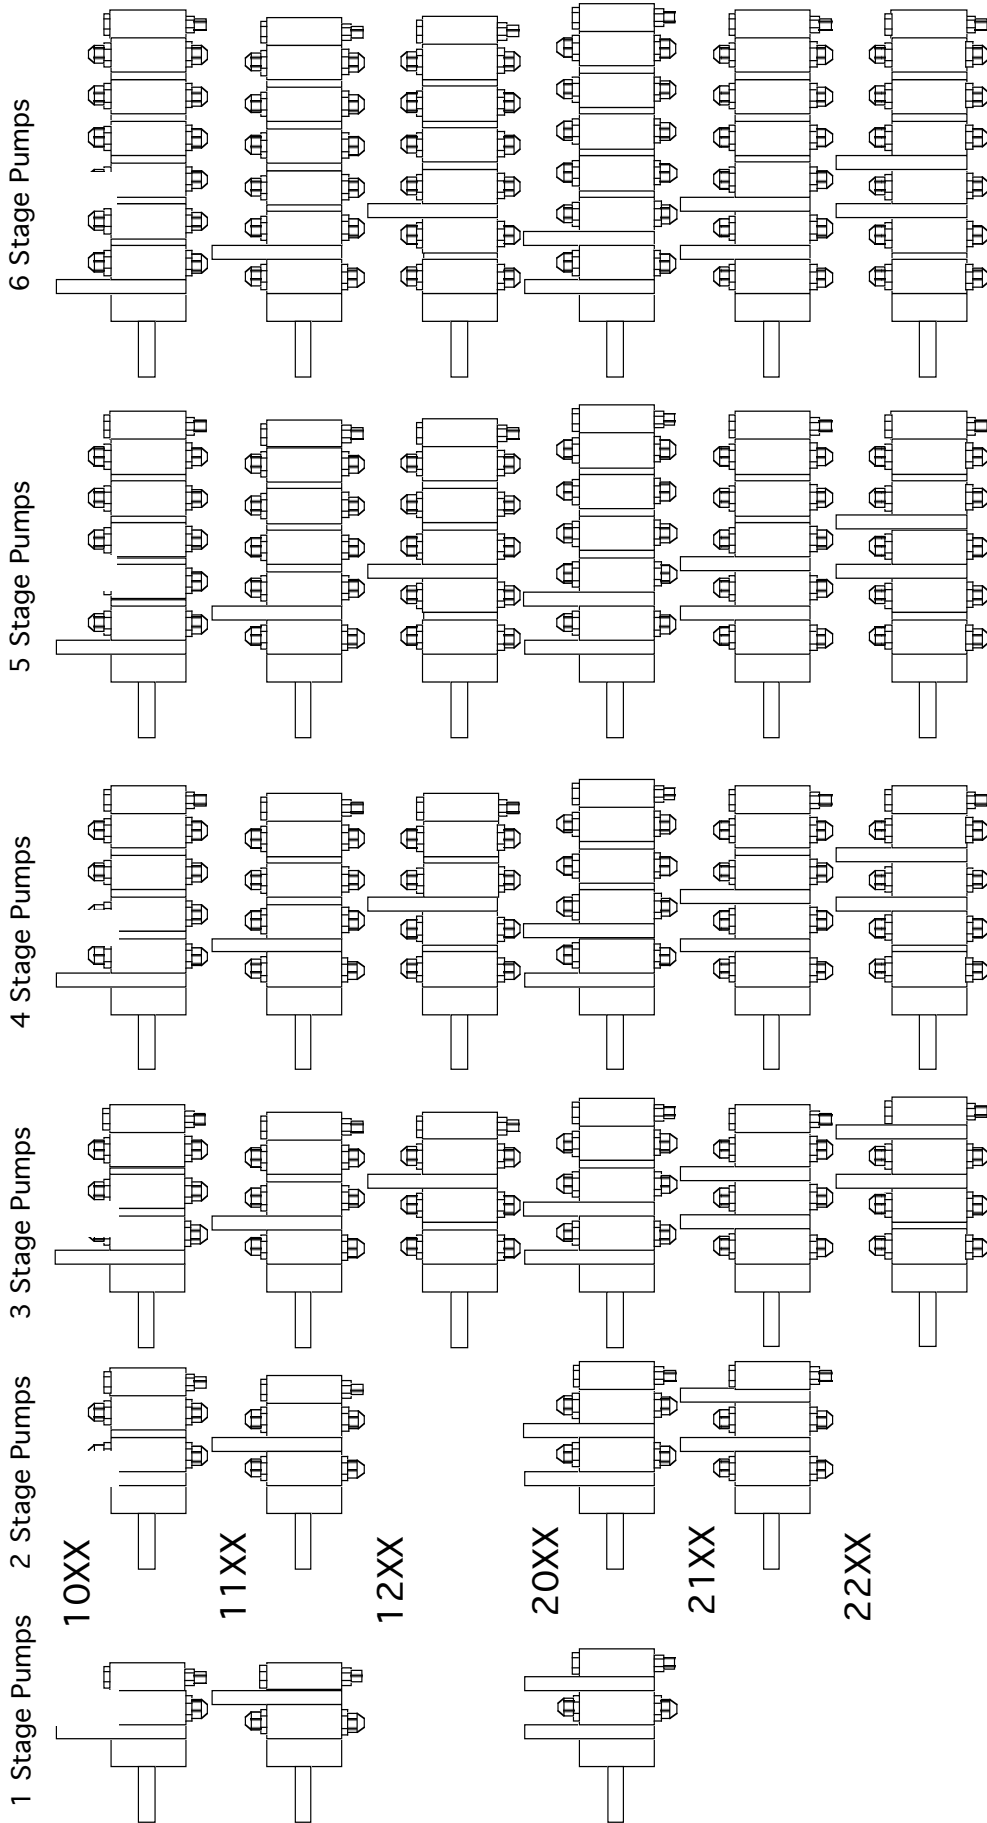 1 Stage Pumps
2 Stage Pumps
3 Stage Pumps
4 Stage Pumps
5 Stage Pumps
6 Stage Pumps
10XX
11XX
12XX
20XX
21XX
22XX